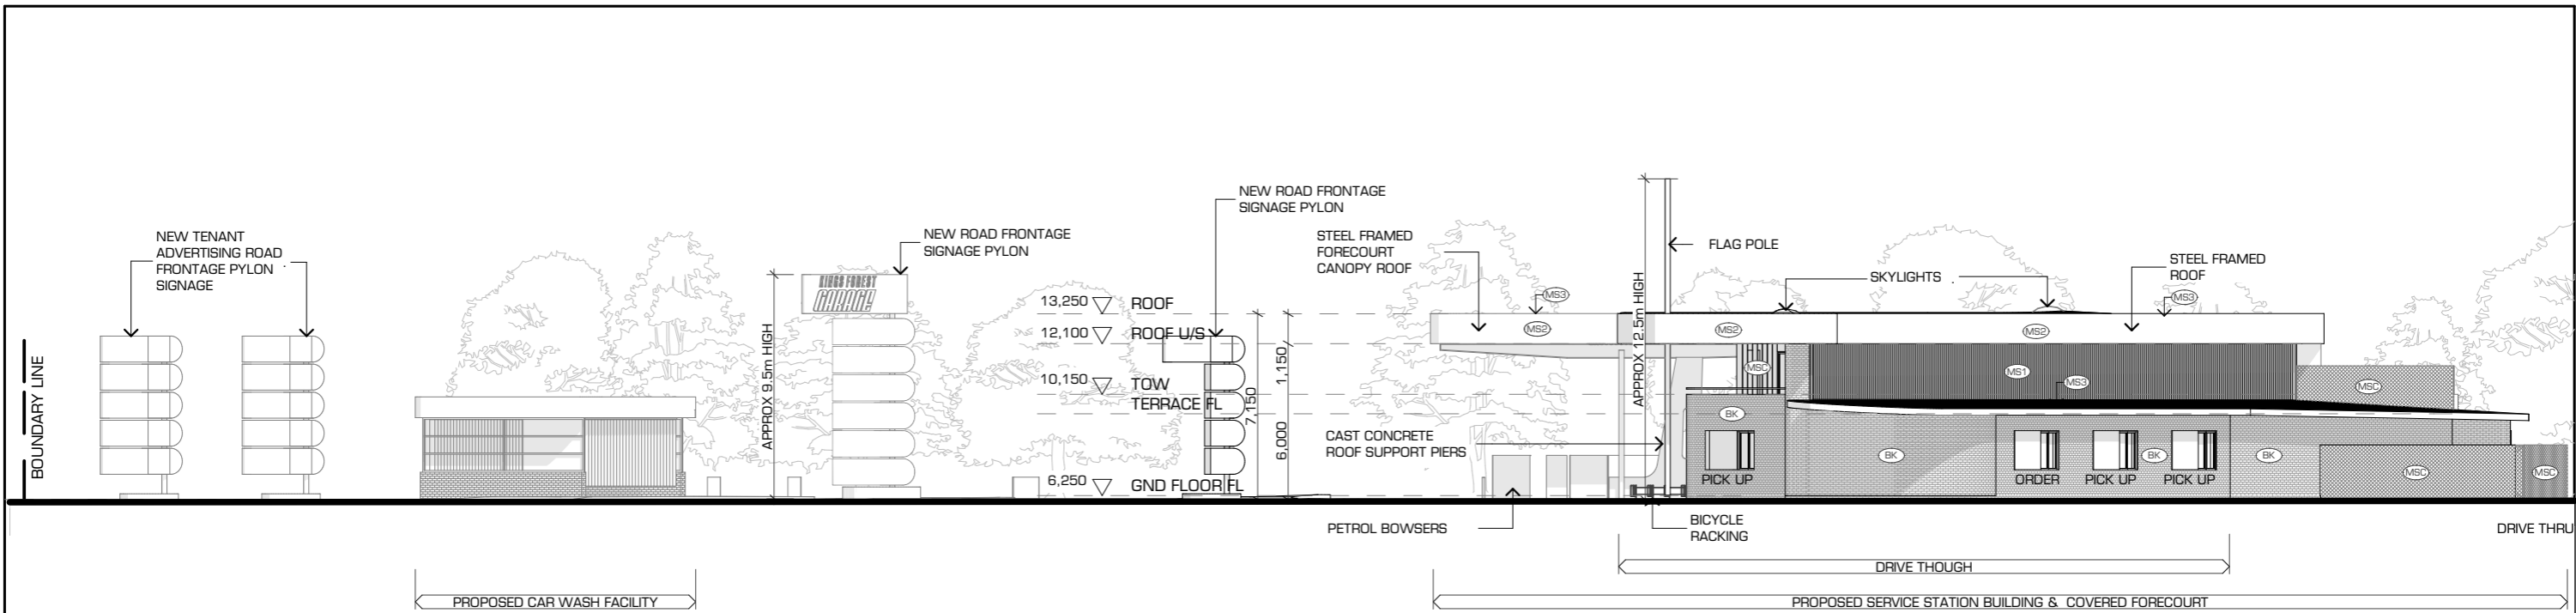 BOUNDARY LINE
NEW TENANT
ADVERTISING ROAD
FRONTAGE PYLON
SIGNAGE
APPROX 9.5m HIGH
KINGS FOREST
GARAGE
NEW ROAD FRONTAGE
SIGNAGE PYLON
13,250 ROOF
12,100 ROOF U/S
10,150 TOW
TERRACE FL
6,250 GND FLOOR FL
NEW ROAD FRONTAGE
SIGNAGE PYLON
7,150
1,150
6,000
STEEL FRAMED
FORECOURT
CANOPY ROOF
CAST CONCRETE
ROOF SUPPORT PIERS
APPROX 12.5m HIGH
FLAG POLE
SKYLIGHTS
STEEL FRAMED
ROOF
MS3
MS3
MS2
MS2
MS2
MSC
MS1
MS3
MSC
BK
BK
BK
BK
MSC
MSC
PICK UP
ORDER
PICK UP
PICK UP
PETROL BOWSERS
BICYCLE
RACKING
DRIVE THRU
DRIVE THOUGH
PROPOSED CAR WASH FACILITY
PROPOSED SERVICE STATION BUILDING & COVERED FORECOURT